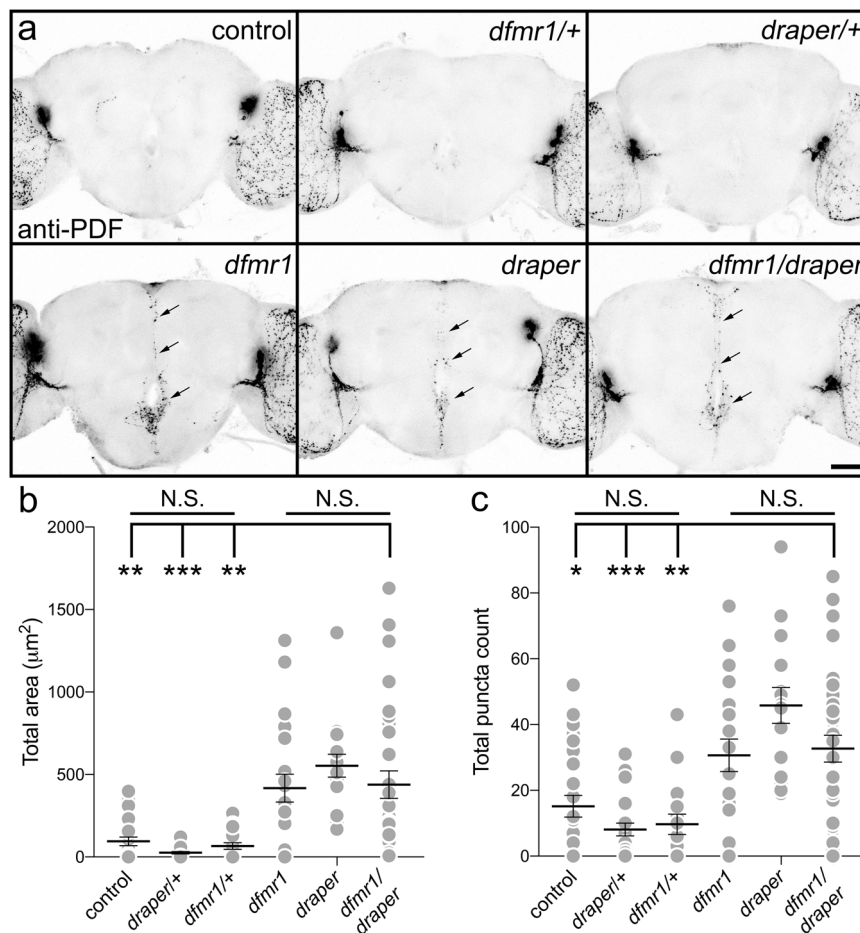 a
control
dfmr1/+
draper/+
anti-PDF
dfmr1
draper
dfmr1/draper
b
N.S.
N.S.
** *** **
2000
1500
1000
500
0
Total area (μm2)
control
draper/+
dfmr1/+
dfmr1
draper
dfmr1/
draper
c
N.S.
N.S.
* *** **
100
80
60
40
20
0
Total puncta count
control
draper/+
dfmr1/+
dfmr1
draper
dfmr1/
draper